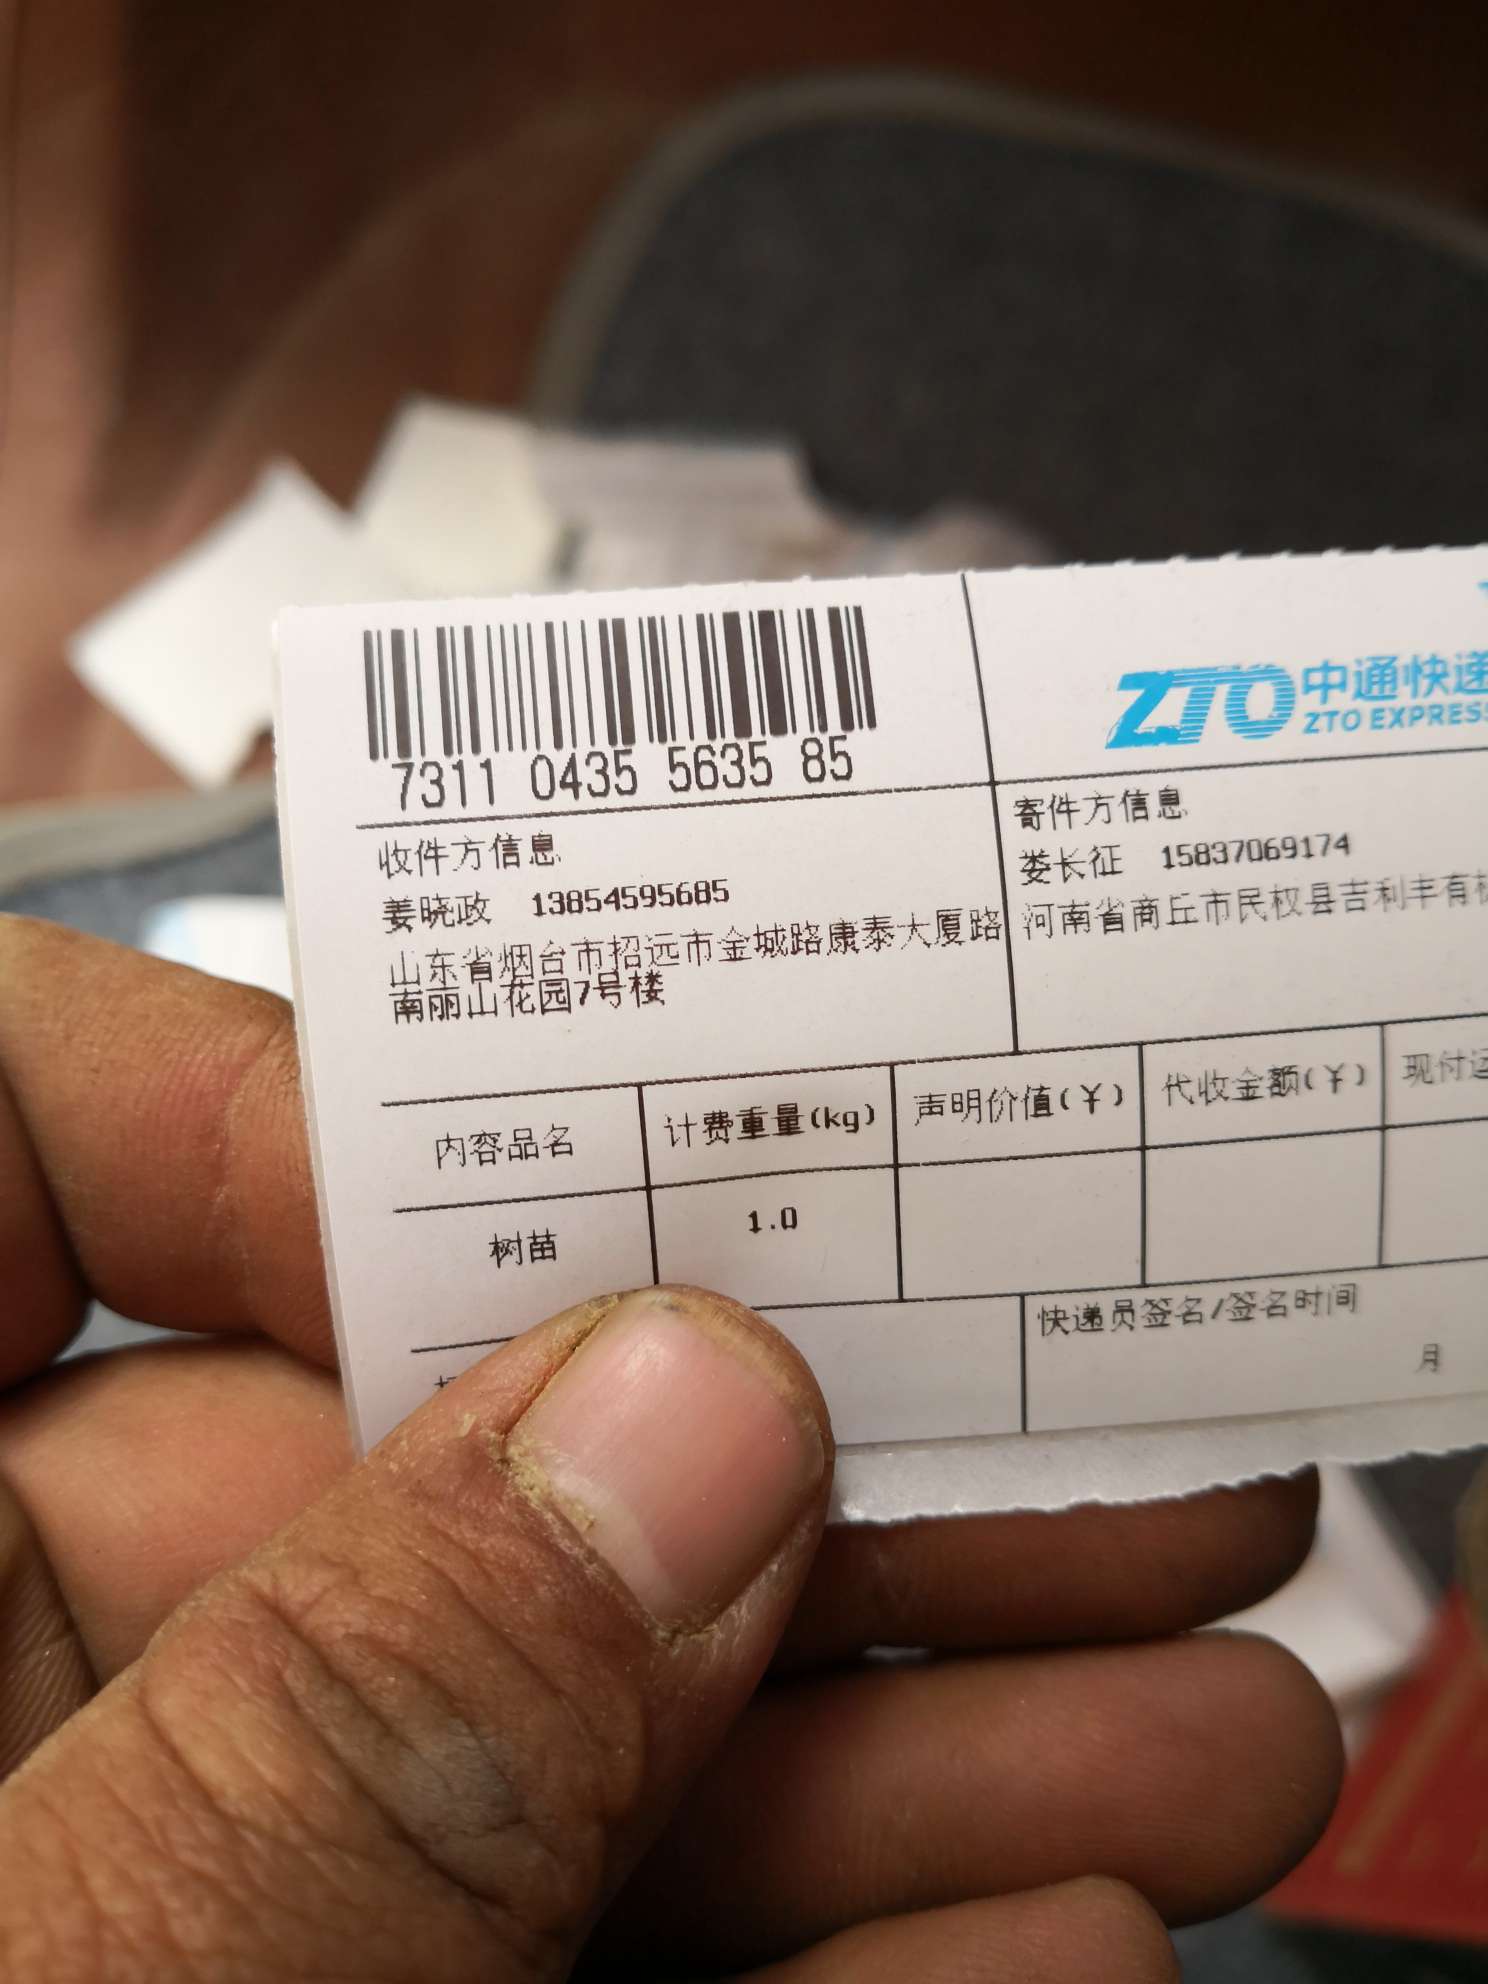 7311 0435 5635 85
ZTO 中通快递
ZTO EXPRESS
收件方信息
姜晓政 13854595685
山东省烟台市招远市金城路康泰大厦路
南丽山花园7号楼
寄件方信息
娄长征 15837069174
河南省商丘市民权县吉利丰有
内容品名 计费重量(kg) 声明价值(￥) 代收金额(￥) 现付
树苗 1.0
快递员签名/签名时间
月